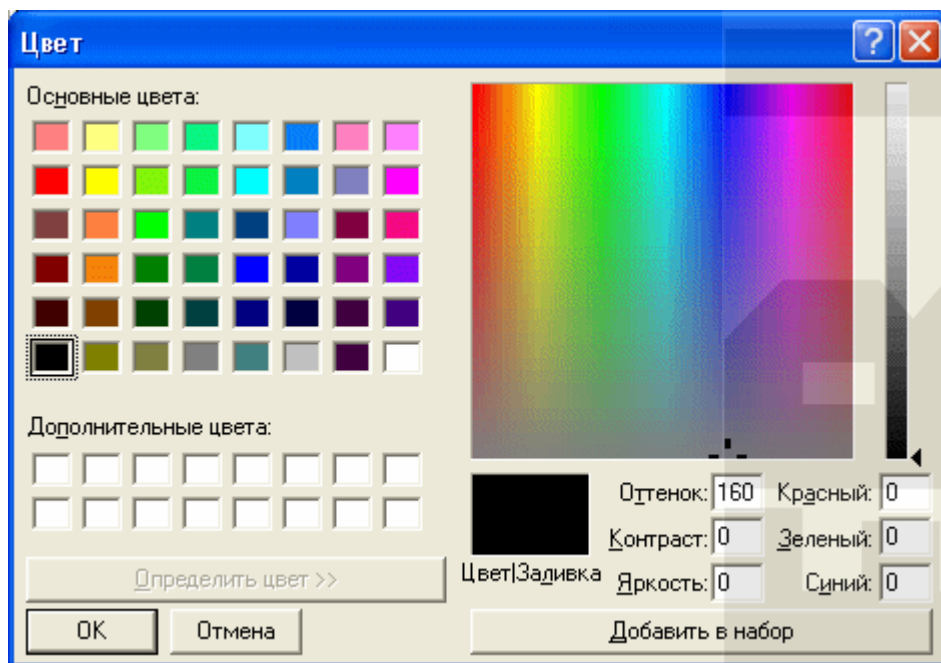 Цвет
Основные цвета:
Дополнительные цвета:
Определить цвет >>
OK Отмена
Цвет|Заливка
Оттенок: 160 Красный: 0
Контраст: 0 Зеленый: 0
Яркость: 0 Синий: 0
Добавить в набор